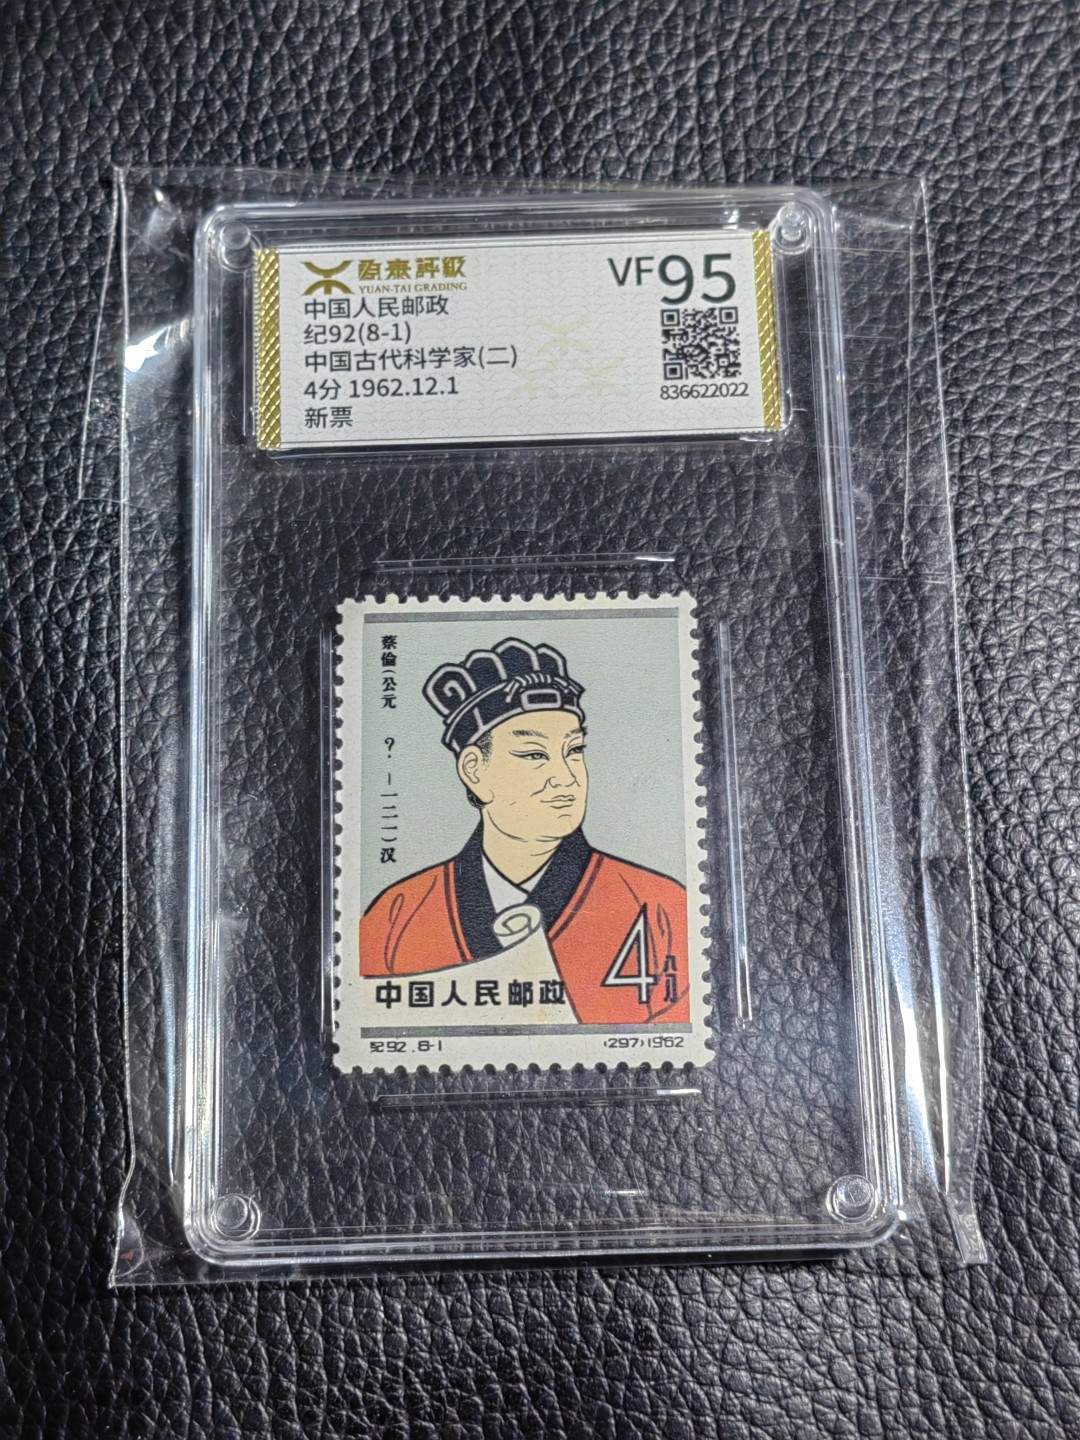 源泰評級
YUAN-TAI GRADING
VF95
中国人民邮政
纪92(8-1)
中国古代科学家(二)
4分 1962.12.1
新票
836622022
蔡倫(公元 ?-一二一)汉
4分
中国人民邮政
纪92.8-1
(297)1962